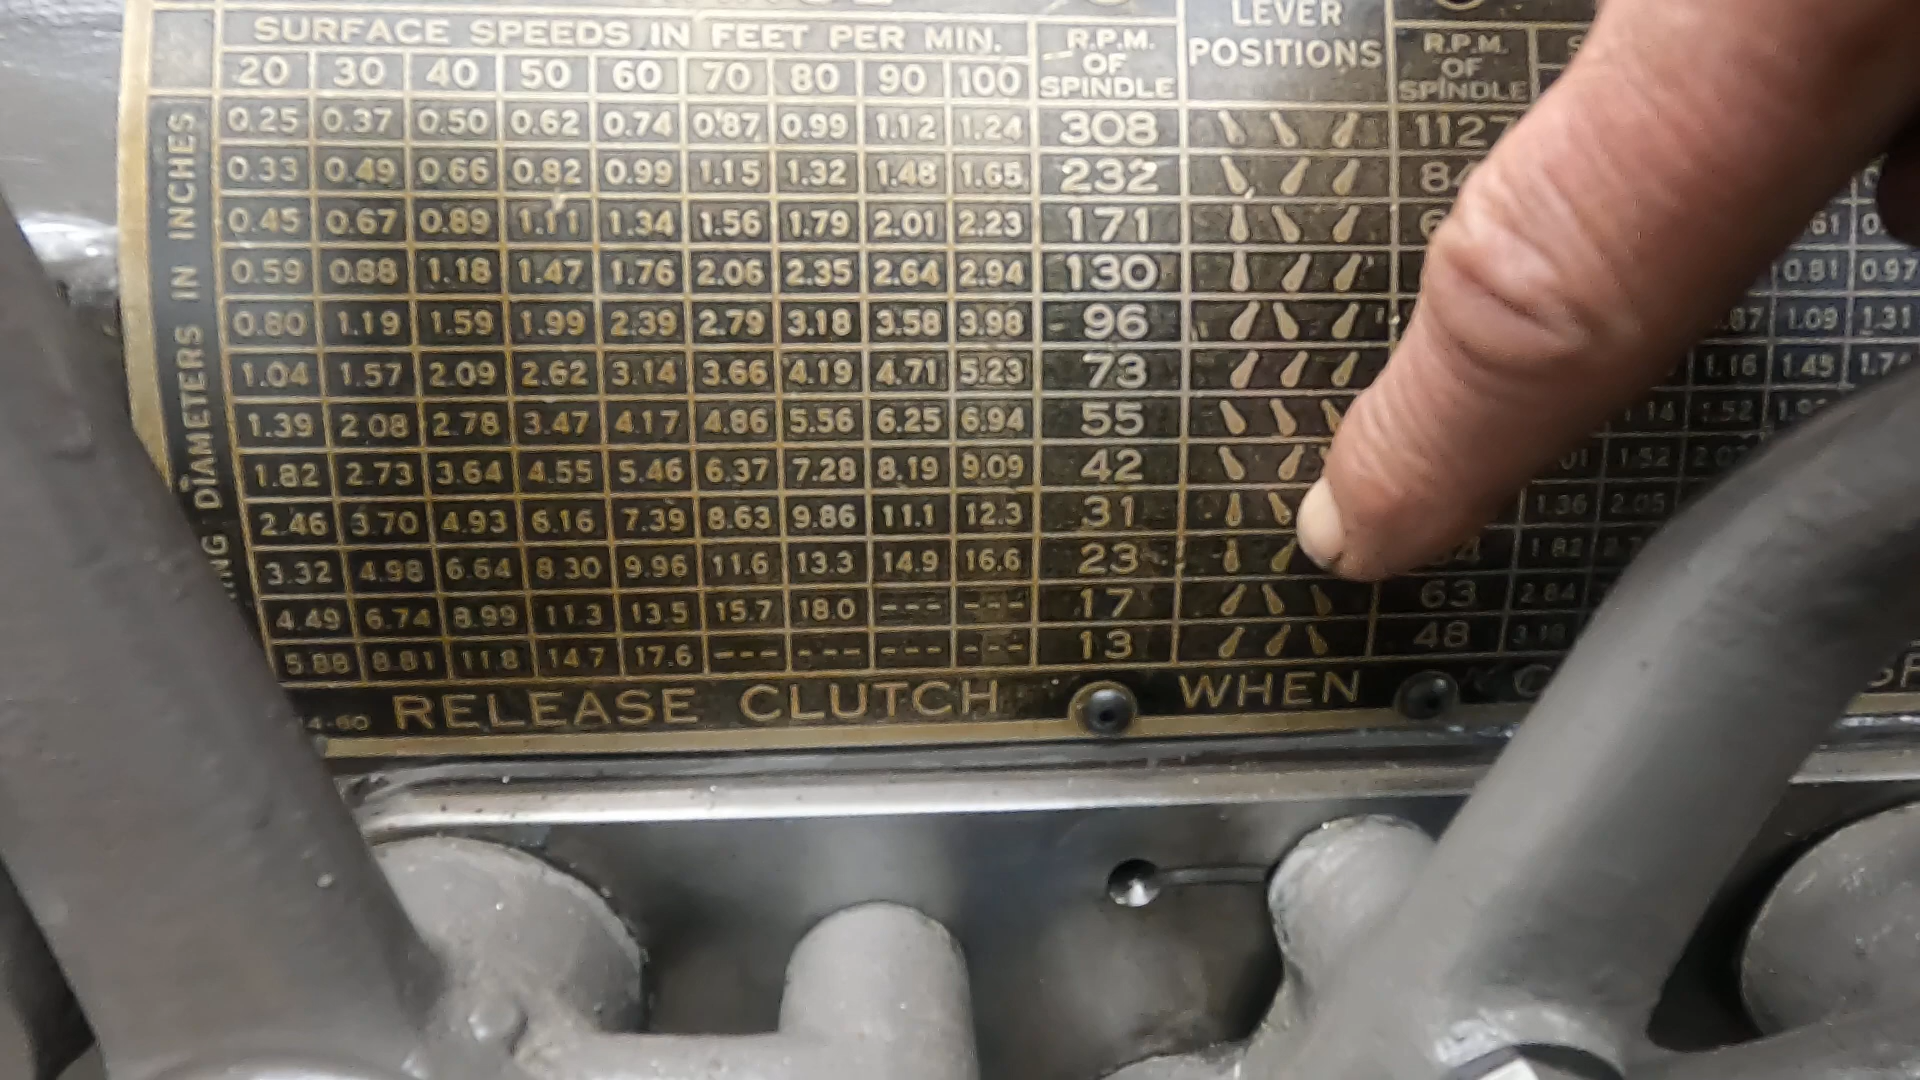 LEVER
SURFACE SPEEDS IN FEET PER MIN. R.P.M. OF SPINDLE POSITIONS R.P.M. OF SPINDLE
20 30 40 50 60 70 80 90 100
DIAMETERS IN INCHES
0.25 0.37 0.50 0.62 0.74 0.87 0.99 1.12 1.24 308 1127
0.33 0.49 0.66 0.82 0.99 1.15 1.32 1.48 1.65 232
0.45 0.67 0.89 1.11 1.34 1.56 1.79 2.01 2.23 171
0.59 0.88 1.18 1.47 1.76 2.06 2.35 2.64 2.94 130 0.81 0.97
0.80 1.19 1.59 1.99 2.39 2.79 3.18 3.58 3.98 96 1.09 1.31
1.04 1.57 2.09 2.62 3.14 3.66 4.19 4.71 5.23 73 1.16 1.45
1.39 2.08 2.78 3.47 4.17 4.86 5.56 6.25 6.94 55 1.52
1.82 2.73 3.64 4.55 5.46 6.37 7.28 8.19 9.09 42 1.52
2.46 3.70 4.93 6.16 7.39 8.63 9.86 11.1 12.3 31 1.36 2.05
3.32 4.98 6.64 8.30 9.96 11.6 13.3 14.9 16.6 23 1.82
4.49 6.74 8.99 11.3 13.5 15.7 18.0 --- --- 17 63
5.88 8.81 11.8 14.7 17.6 --- --- --- --- 13 48
RELEASE CLUTCH WHEN